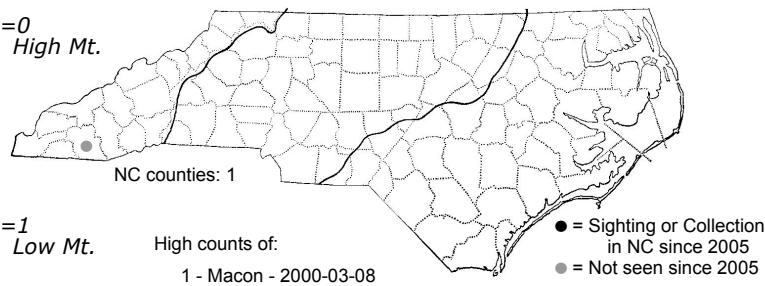 =0
High Mt.
NC counties: 1
=1
Low Mt.
High counts of:
1 - Macon - 2000-03-08
● = Sighting or Collection
in NC since 2005
● = Not seen since 2005